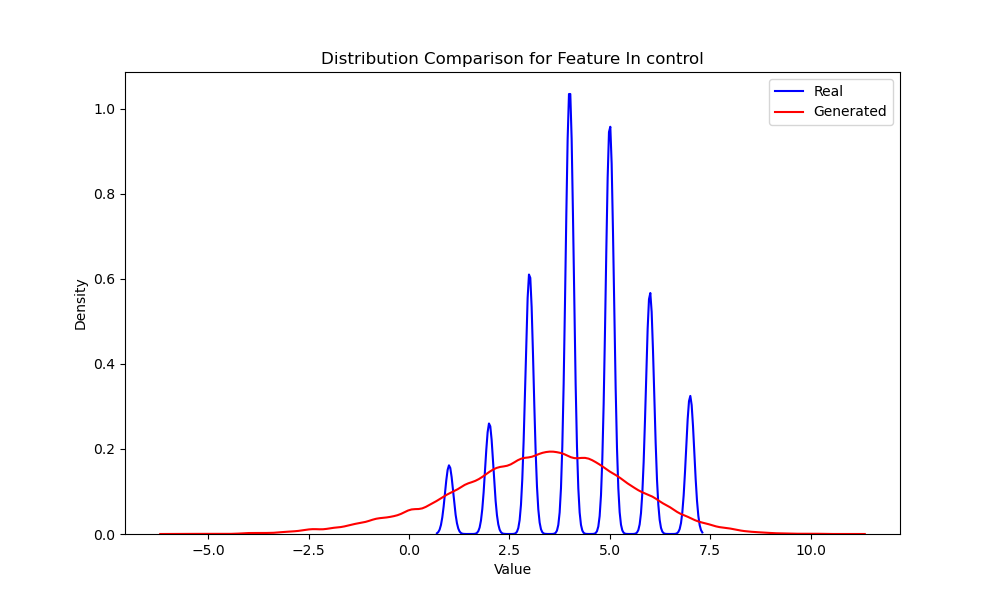 Distribution Comparison for Feature In control
Real
Generated
1.0
0.8
0.6
0.4
0.2
0.0
Density
−5.0
−2.5
0.0
2.5
5.0
7.5
10.0
Value